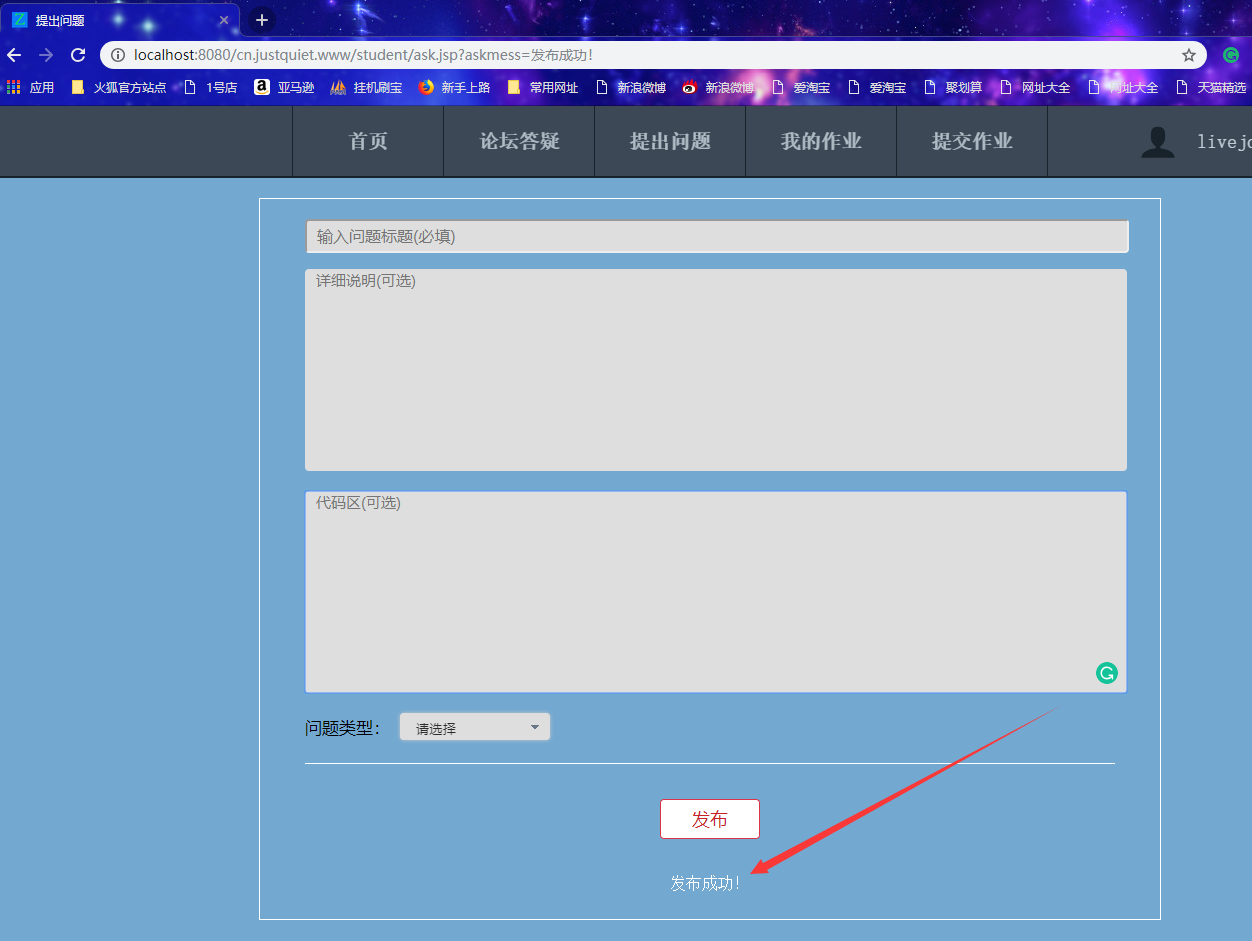 提出问题
localhost:8080/cn.justquiet.www/student/ask.jsp?askmess=发布成功!
应用 火狐官方站点 1号店 亚马逊 挂机刷宝 新手上路 常用网址 新浪微博 新浪微博 爱淘宝 爱淘宝 聚划算 网址大全 网址大全 天猫精选
首页 论坛答疑 提出问题 我的作业 提交作业
输入问题标题(必填)
详细说明(可选)
代码区(可选)
问题类型： 请选择
发布
发布成功!